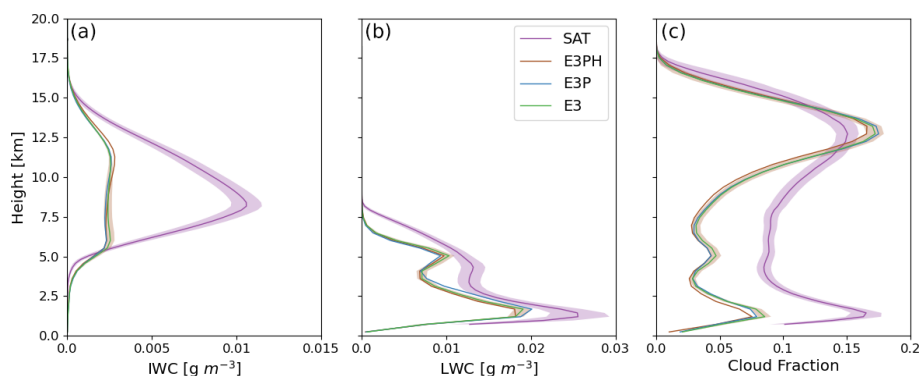 20.0
17.5
15.0
12.5
10.0
7.5
5.0
2.5
0.0
Height [km]
(a)
0.000 0.005 0.010 0.015
IWC [g m⁻³]
(b)
SAT
E3PH
E3P
E3
0.00 0.01 0.02 0.03
LWC [g m⁻³]
(c)
0.00 0.05 0.10 0.15 0.2
Cloud Fraction